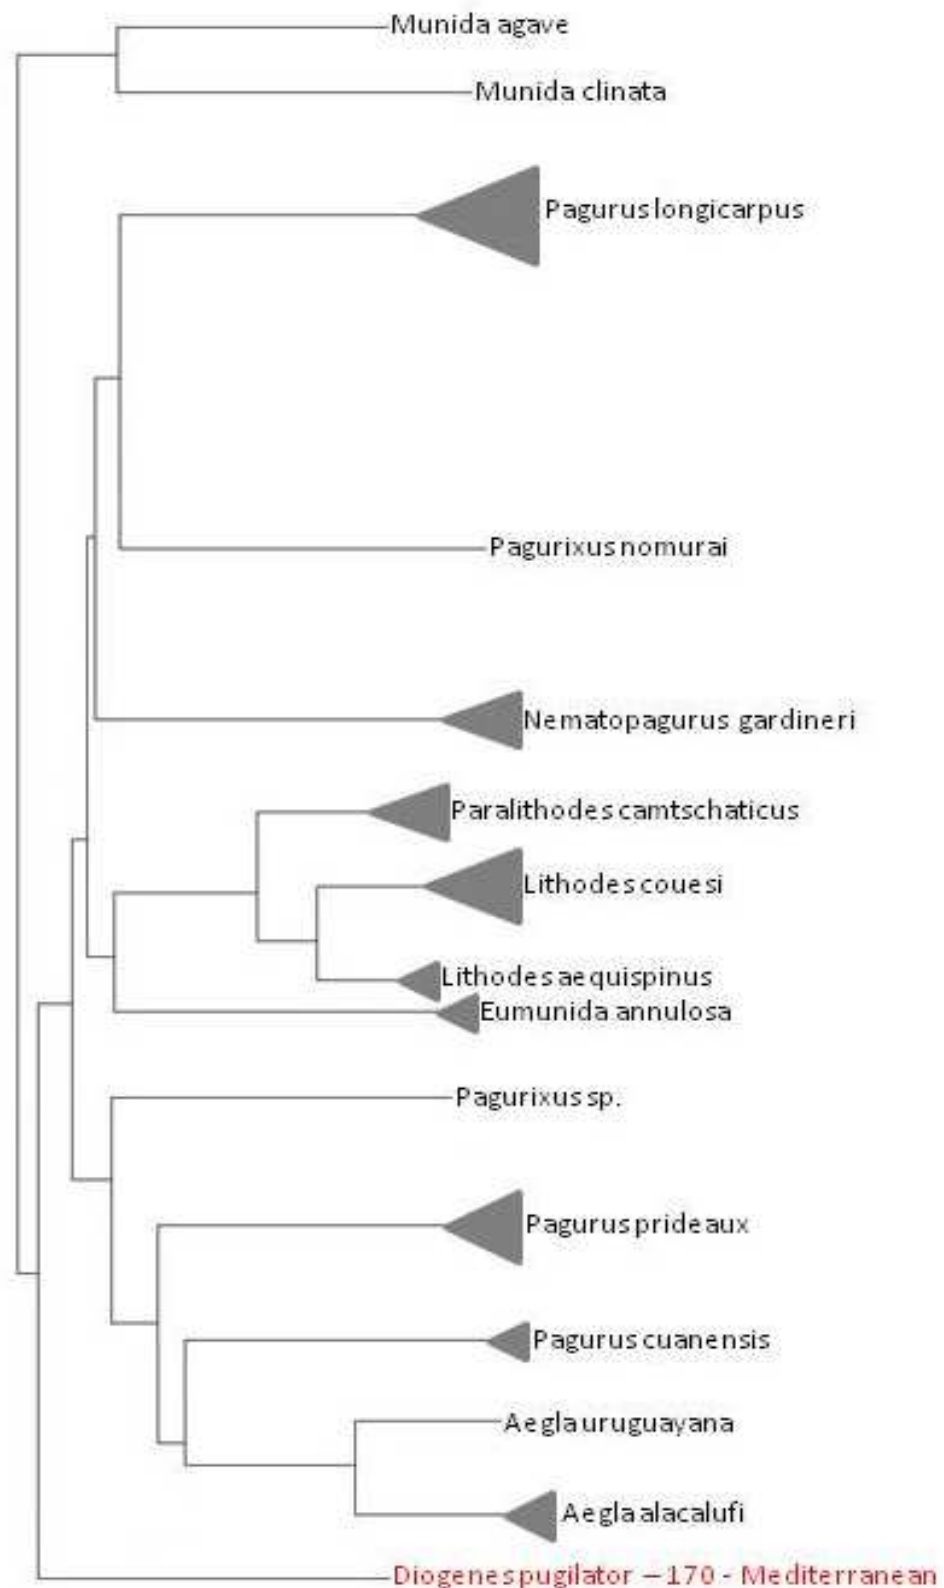 Munida agave
Munida clinata
Pagurus longicarpus
Pagurixus nomurai
Nematopagurus gardineri
Paralithodes camtschaticus
Lithodes couesi
Lithodes aequispinus
Eumunida annulosa
Pagurixus sp.
Pagurus prideaux
Pagurus cuanensis
Aegla uruguayana
Aegla alacalufi
Diogenes pugilator – 170 - Mediterranean